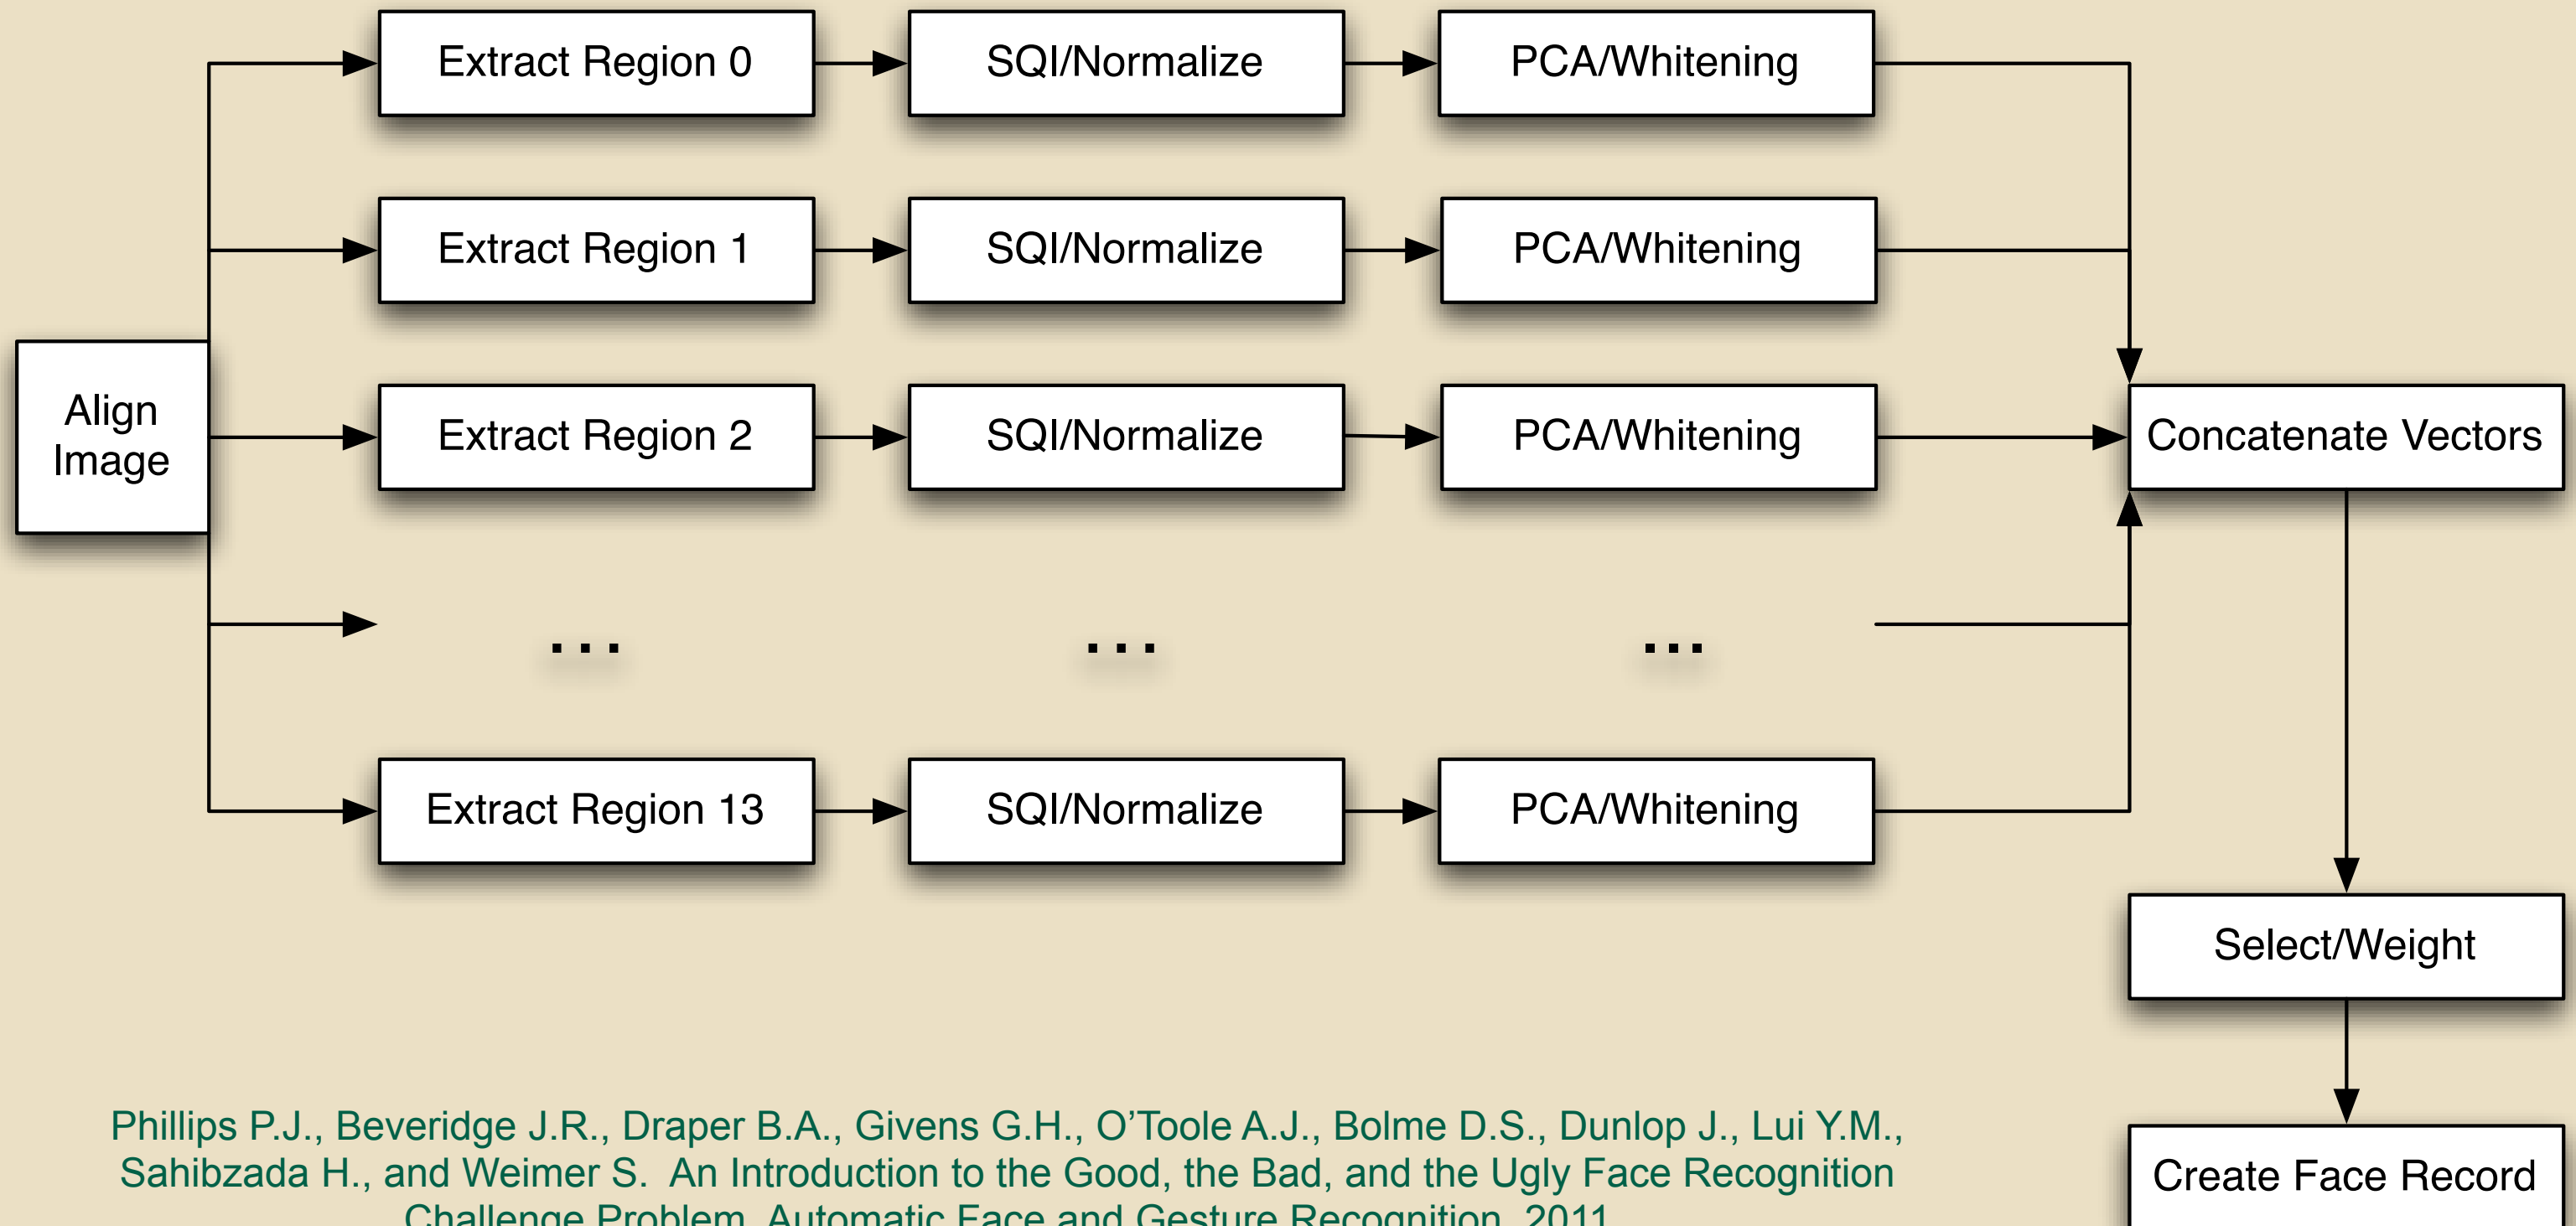 Extract Region 0
SQI/Normalize
PCA/Whitening
Extract Region 1
SQI/Normalize
PCA/Whitening
Align
Image
Extract Region 2
SQI/Normalize
PCA/Whitening
Concatenate Vectors
...
...
...
Extract Region 13
SQI/Normalize
PCA/Whitening
Select/Weight
Create Face Record
Phillips P.J., Beveridge J.R., Draper B.A., Givens G.H., O'Toole A.J., Bolme D.S., Dunlop J., Lui Y.M.,
Sahibzada H., and Weimer S.  An Introduction to the Good, the Bad, and the Ugly Face Recognition
Challenge Problem. Automatic Face and Gesture Recognition. 2011